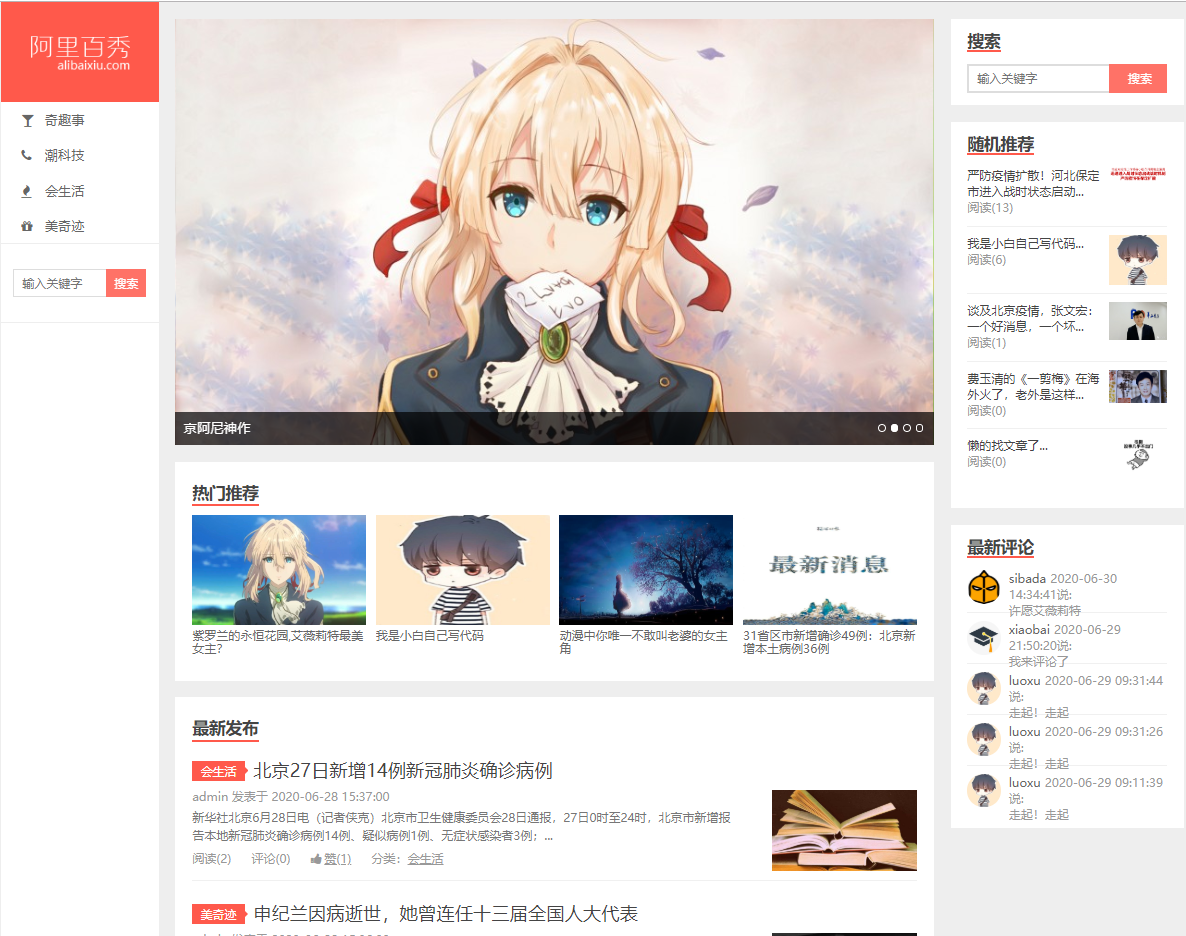 阿里百秀
alibaixiu.com
奇趣事
潮科技
会生活
美奇迹
输入关键字 搜索
京阿尼神作
热门推荐
紫罗兰的永恒花园,艾薇莉特最美
女主？
我是小白自己写代码
动漫中你唯一不敢叫老婆的女主
角
最新消息
31省区市新增确诊49例：北京新
增本土病例36例
最新发布
会生活 北京27日新增14例新冠肺炎确诊病例
admin 发表于 2020-06-28 15:37:00
新华社北京6月28日电（记者侠克）北京市卫生健康委员会28日通报，27日0时至24时，北京市新增报
告本地新冠肺炎确诊病例14例、疑似病例1例、无症状感染者3例；...
阅读(2) 评论(0) 赞(1) 分类：会生活
美奇迹 申纪兰因病逝世，她曾连任十三届全国人大代表
搜索
输入关键字 搜索
随机推荐
严防疫情扩散！河北保定
市进入战时状态启动...
阅读(13)
我是小白自己写代码...
阅读(6)
谈及北京疫情，张文宏：
一个好消息，一个坏...
阅读(1)
费玉清的《一剪梅》在海
外火了，老外是这样...
阅读(0)
懒的找文章了...
阅读(0)
最新评论
sibada 2020-06-30
14:34:41说:
许愿艾薇莉特
xiaobai 2020-06-29
21:50:20说:
我来评论了
luoxu 2020-06-29 09:31:44
说:
走起！走起
luoxu 2020-06-29 09:31:26
说:
走起！走起
luoxu 2020-06-29 09:11:39
说:
走起！走起